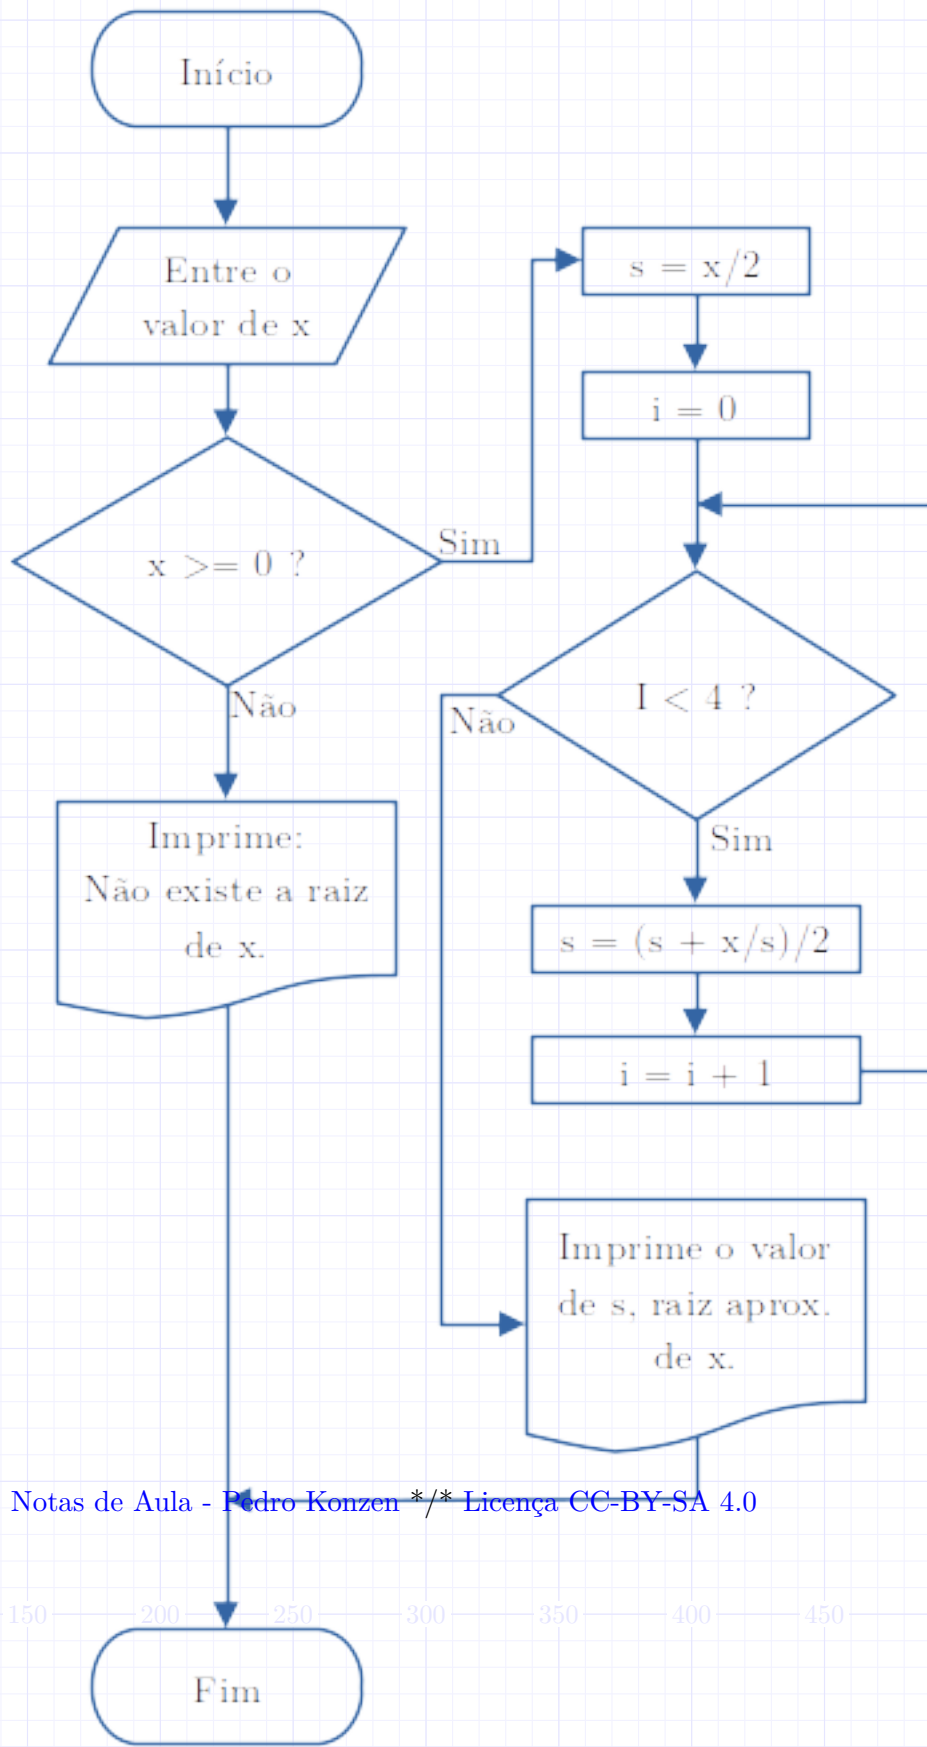 Início
Entre o
valor de x
x >= 0 ?
Sim
Não
Imprime:
Não existe a raiz
de x.
s = x/2
i = 0
I < 4 ?
Não
Sim
s = (s + x/s)/2
i = i + 1
Imprime o valor
de s, raiz aprox.
de x.
Notas de Aula - Pedro Konzen */* Licença CC-BY-SA 4.0
150 200 250 300 350 400 450
Fim